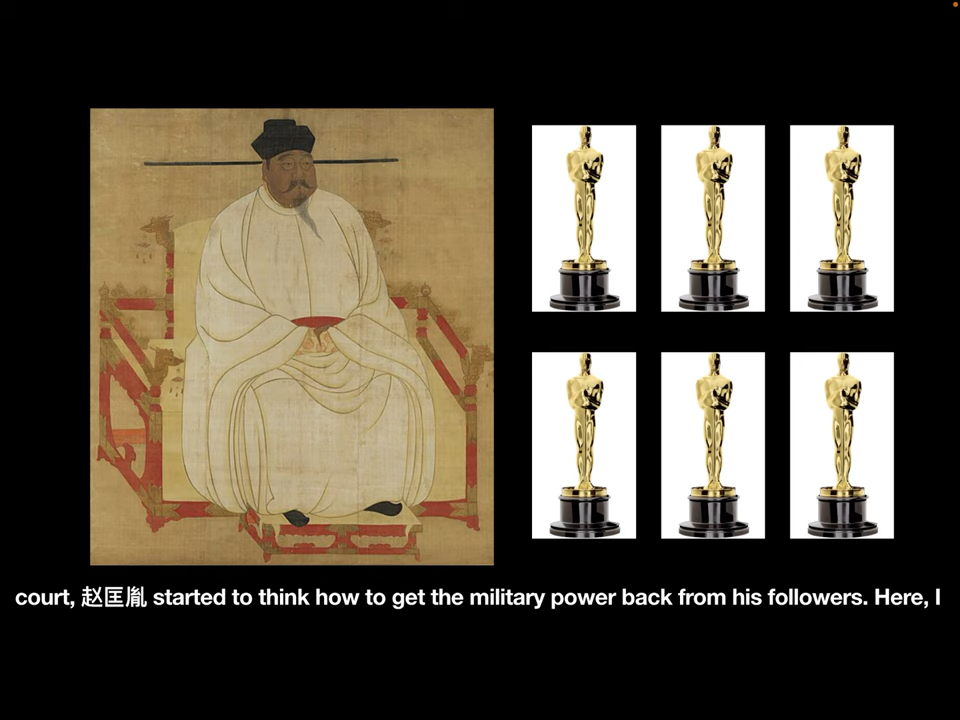 court, 赵匡胤 started to think how to get the military power back from his followers. Here, I